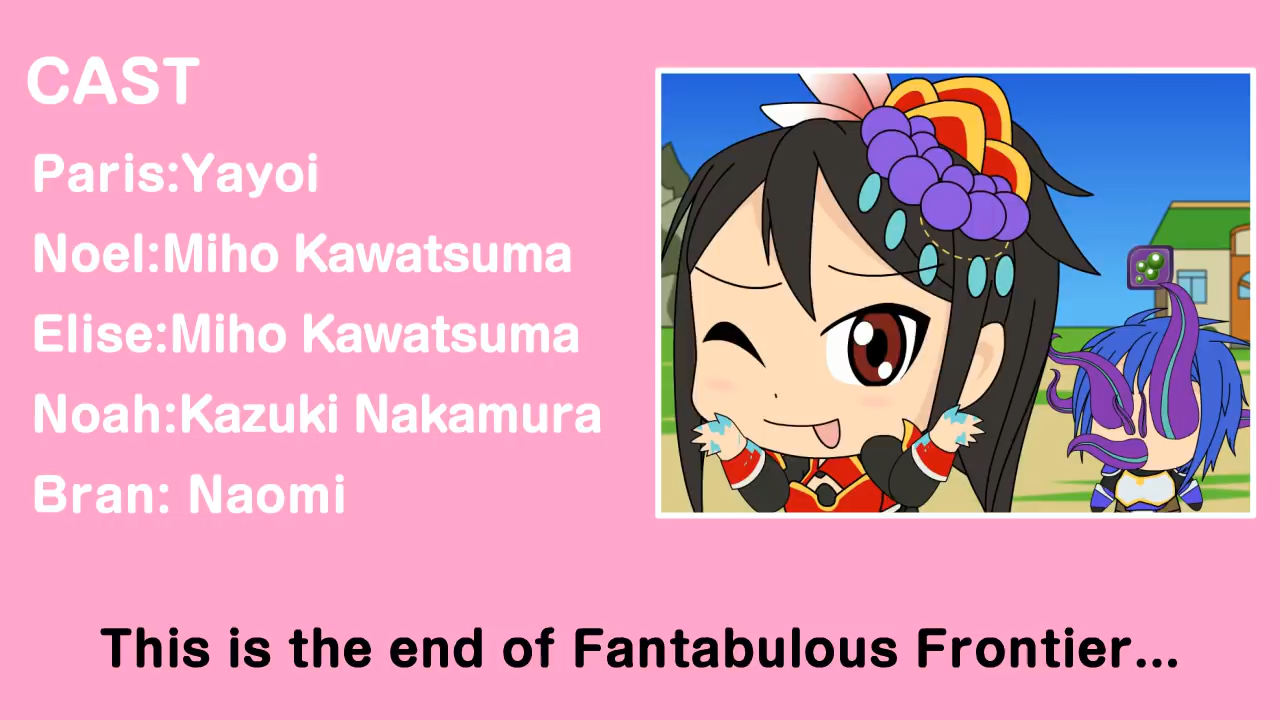 CAST
Paris:Yayoi
Noel:Miho Kawatsuma
Elise:Miho Kawatsuma
Noah:Kazuki Nakamura
Bran: Naomi
This is the end of Fantabulous Frontier...